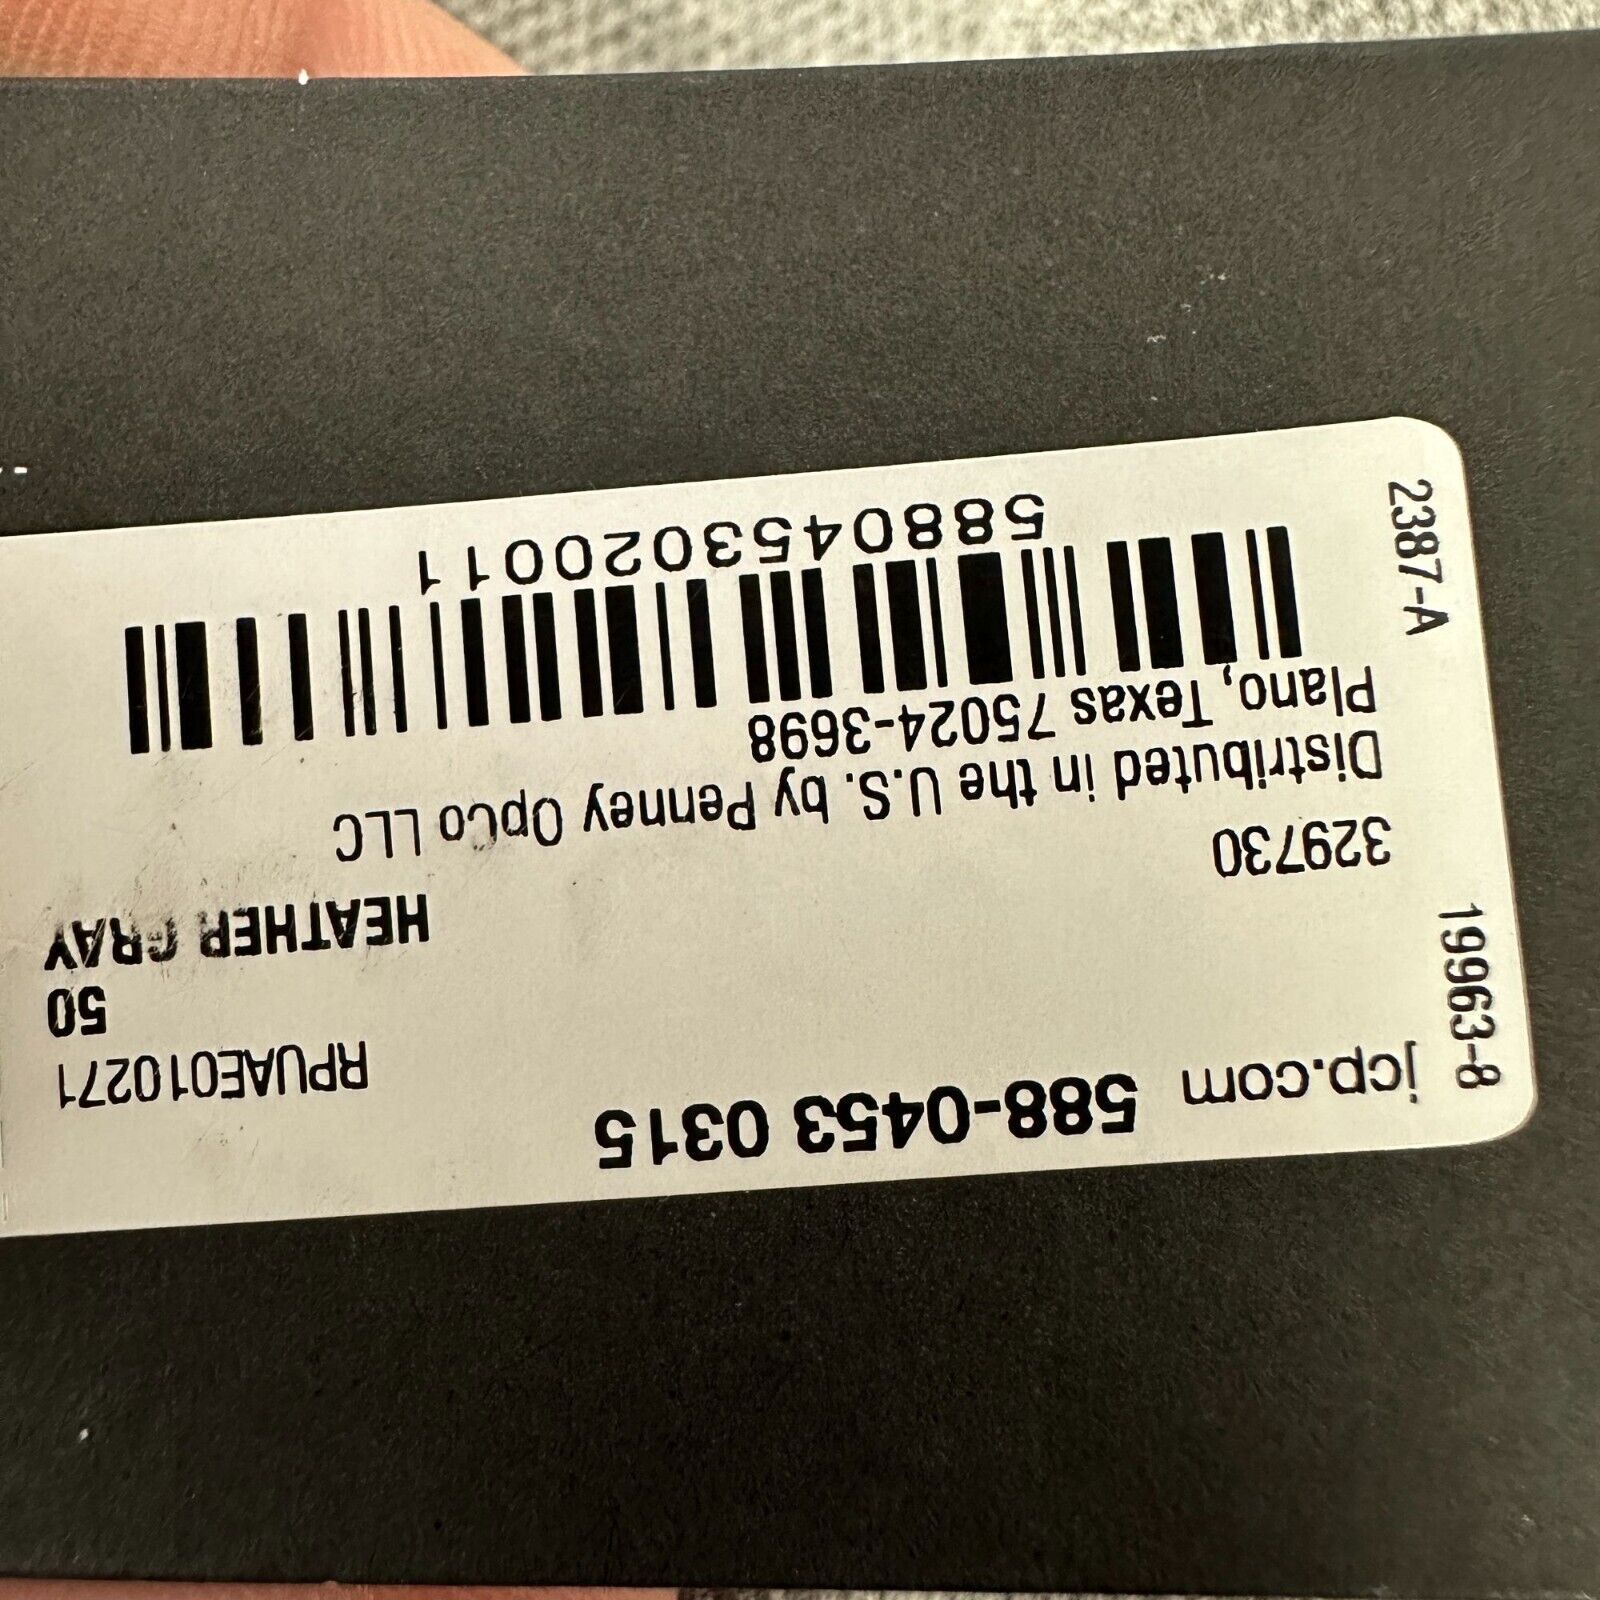 jcp.com 588-0453 0315
RPUAE010271
50
HEATHER GRAY
329730
Distributed in the U.S. by Penney OpCo LLC
Plano, Texas 75024-3698
5880453020011
19963-8
2387-A